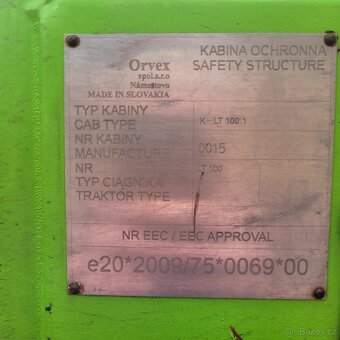 Orvex
spol.s.r.o
Námestovo
MADE IN SLOVAKIA
KABINA OCHRONNA
SAFETY STRUCTURE
TYP KABINY
CAB TYPE
K-LT 100.1
NR KABINY
MANUFACTURE
0015
NR
LT 100
TYP CIAGNIKA
TRAKTOR TYPE
NR EEC / EEC APPROVAL
e20*2009/75*0069*00